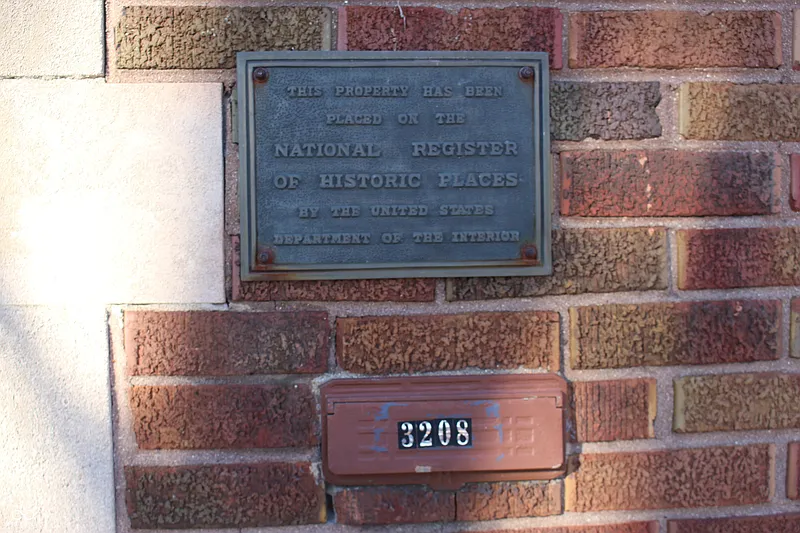 THIS PROPERTY HAS BEEN
PLACED ON THE
NATIONAL REGISTER
OF HISTORIC PLACES
BY THE UNITED STATES
DEPARTMENT OF THE INTERIOR
3208